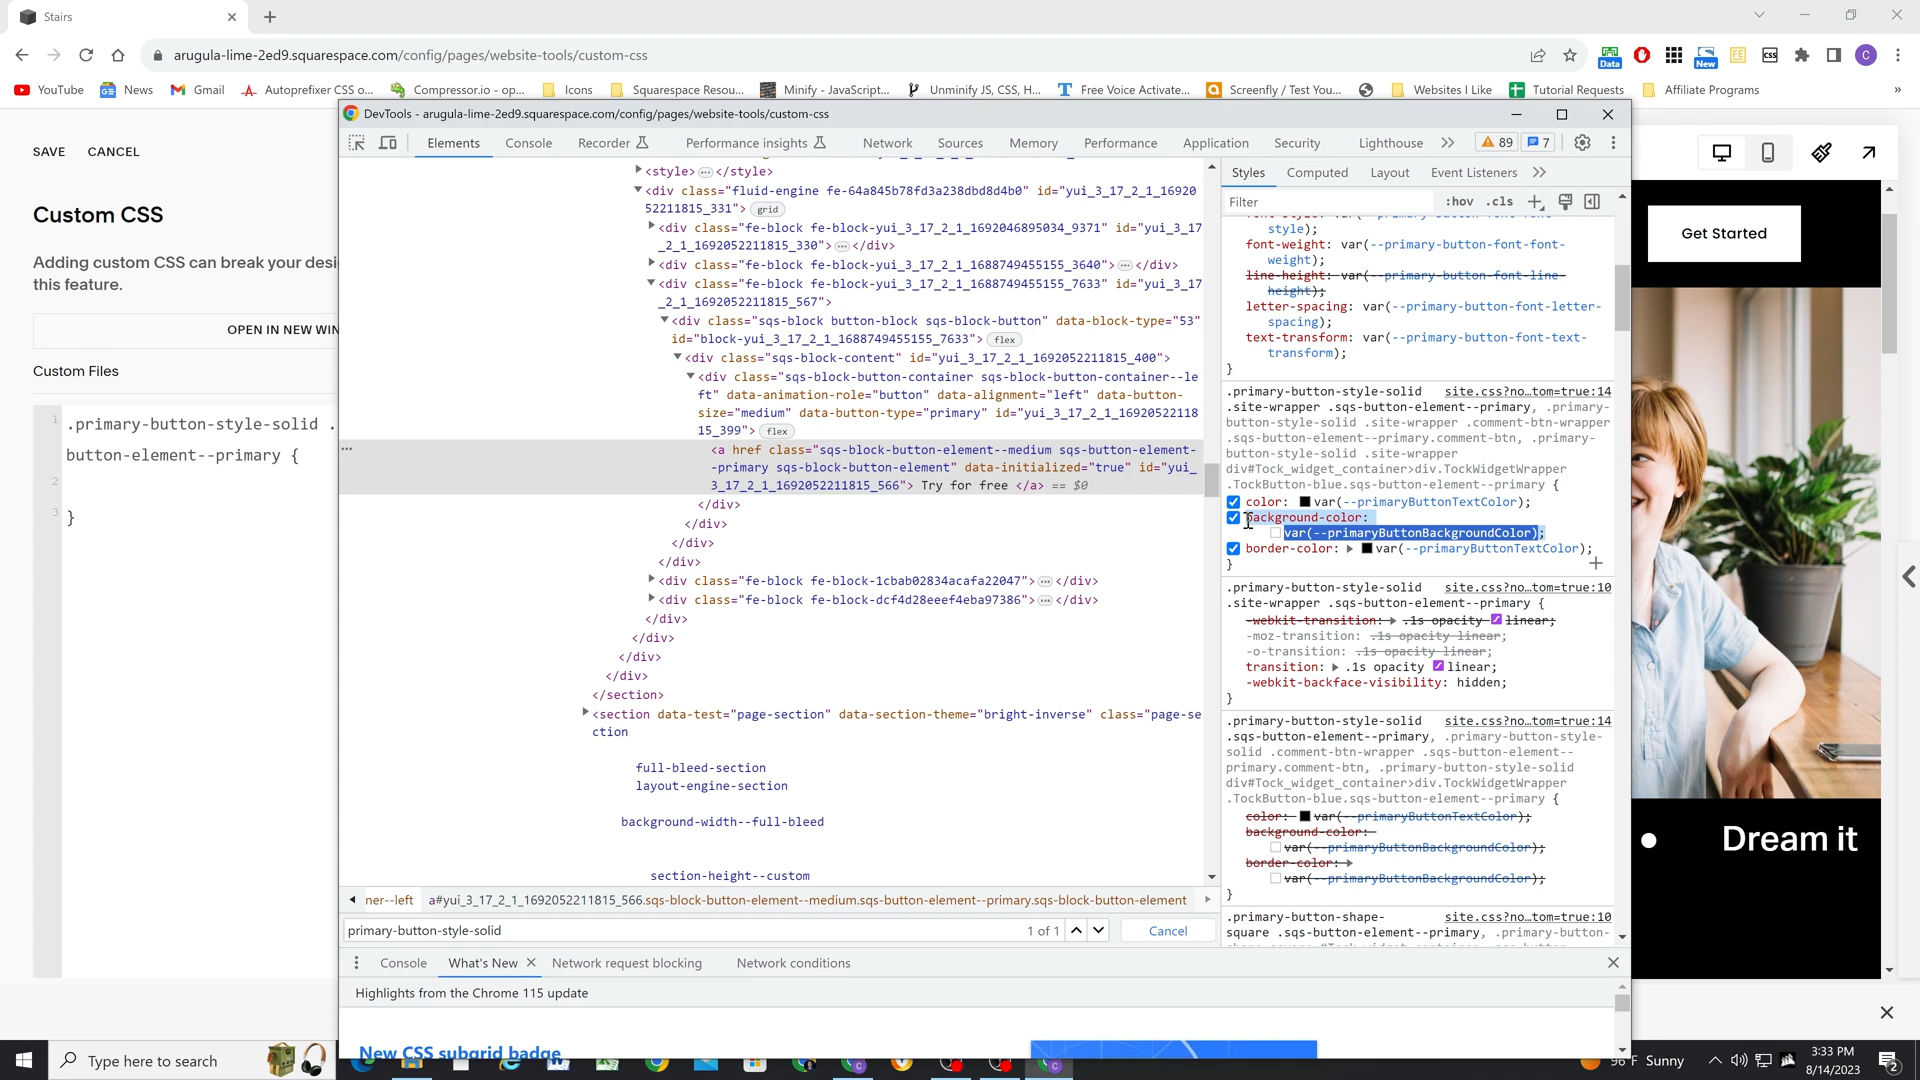 Stairs
arugula-lime-2ed9.squarespace.com/config/pages/website-tools/custom-css
Data
New
FE
CSS
C
YouTube
News
Gmail
Autoprefixer CSS o...
Compressor.io - op...
Icons
Squarespace Resou...
Minify - JavaScript...
Unminify JS, CSS, H...
Free Voice Activate...
Screenfly / Test You...
Websites I Like
Tutorial Requests
Affiliate Programs
»
SAVE
CANCEL
Custom CSS
Adding custom CSS can break your desi
this feature.
OPEN IN NEW WIN
Custom Files
1
.primary-button-style-solid .
button-element--primary {
2
3
}
DevTools - arugula-lime-2ed9.squarespace.com/config/pages/website-tools/custom-css
Elements
Console
Recorder
Performance insights
Network
Sources
Memory
Performance
Application
Security
Lighthouse
89
7
<style> ⋯ </style>
<div class="fluid-engine fe-64a845b78fd3a238dbd8d4b0" id="yui_3_17_2_1_16920
52211815_331"> grid
<div class="fe-block fe-block-yui_3_17_2_1_1692046895034_9371" id="yui_3_17
_2_1_1692052211815_330"> ⋯ </div>
<div class="fe-block fe-block-yui_3_17_2_1_1688749455155_3640"> ⋯ </div>
<div class="fe-block fe-block-yui_3_17_2_1_1688749455155_7633" id="yui_3_17
_2_1_1692052211815_567">
<div class="sqs-block button-block sqs-block-button" data-block-type="53"
id="block-yui_3_17_2_1_1688749455155_7633"> flex
<div class="sqs-block-content" id="yui_3_17_2_1_1692052211815_400">
<div class="sqs-block-button-container sqs-block-button-container--le
ft" data-animation-role="button" data-alignment="left" data-button-
size="medium" data-button-type="primary" id="yui_3_17_2_1_16920522118
15_399"> flex
<a href class="sqs-block-button-element--medium sqs-button-element-
-primary sqs-block-button-element" data-initialized="true" id="yui_
3_17_2_1_1692052211815_566"> Try for free </a> == $0
</div>
</div>
</div>
</div>
<div class="fe-block fe-block-1cbab02834acafa22047"> ⋯ </div>
<div class="fe-block fe-block-dcf4d28eeef4eba97386"> ⋯ </div>
</div>
</div>
</div>
</div>
</section>
<section data-test="page-section" data-section-theme="bright-inverse" class="page-se
ction
full-bleed-section
layout-engine-section
background-width--full-bleed
section-height--custom
ner--left
a#yui_3_17_2_1_1692052211815_566.sqs-block-button-element--medium.sqs-button-element--primary.sqs-block-button-element
primary-button-style-solid
1 of 1
Cancel
Styles
Computed
Layout
Event Listeners
Filter
:hov
.cls
style);
font-weight: var(--primary-button-font-font-
weight);
line-height: var(--primary-button-font-line-
height);
letter-spacing: var(--primary-button-font-letter-
spacing);
text-transform: var(--primary-button-font-text-
transform);
}
.primary-button-style-solid site.css?no…tom=true:14
.site-wrapper .sqs-button-element--primary, .primary-
button-style-solid .site-wrapper .comment-btn-wrapper
.sqs-button-element--primary.comment-btn, .primary-
button-style-solid .site-wrapper
div#Tock_widget_container>div.TockWidgetWrapper
.TockButton-blue.sqs-button-element--primary {
color: var(--primaryButtonTextColor);
background-color:
var(--primaryButtonBackgroundColor);
border-color: var(--primaryButtonTextColor);
}
.primary-button-style-solid site.css?no…tom=true:10
.site-wrapper .sqs-button-element--primary {
-webkit-transition: .1s opacity linear;
-moz-transition: .1s opacity linear;
-o-transition: .1s opacity linear;
transition: .1s opacity linear;
-webkit-backface-visibility: hidden;
}
.primary-button-style-solid site.css?no…tom=true:14
.sqs-button-element--primary, .primary-button-style-
solid .comment-btn-wrapper .sqs-button-element--
primary.comment-btn, .primary-button-style-solid
div#Tock_widget_container>div.TockWidgetWrapper
.TockButton-blue.sqs-button-element--primary {
color: var(--primaryButtonTextColor);
background-color:
var(--primaryButtonBackgroundColor);
border-color:
var(--primaryButtonBackgroundColor);
}
.primary-button-shape- site.css?no…tom=true:10
square .sqs-button-element--primary, .primary-button-
Console
What's New
Network request blocking
Network conditions
Highlights from the Chrome 115 update
New CSS subgrid badge
Get Started
Dream it
Type here to search
96°F Sunny
3:33 PM
8/14/2023
2